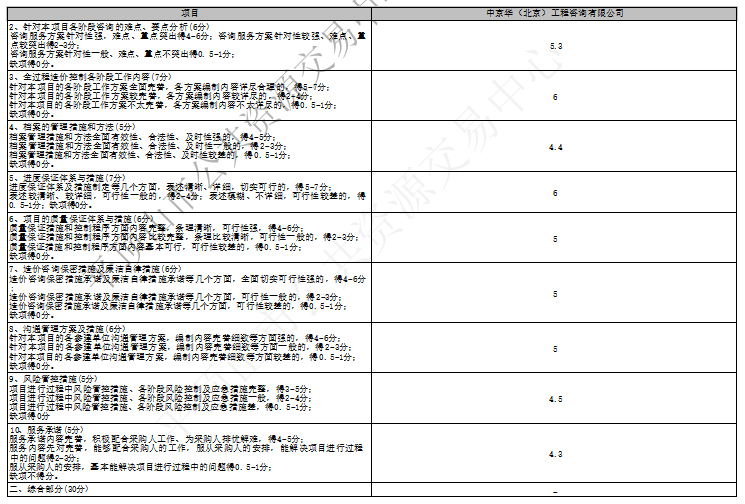 项目
中京华（北京）工程咨询有限公司
2、针对本项目各阶段咨询的难点、要点分析(6分)
咨询服务方案针对性强，难点、重点突出得4-6分；咨询服务方案针对性较强、难点、重
点较突出得2-3分；
咨询服务方案针对性一般、难点、重点不突出得0.5-1分；
缺项得0分。
5.3
3、全过程造价控制各阶段工作内容(7分)
针对本项目的各阶段工作方案全面完善，各方案编制内容详尽合理的，得5-7分；
针对本项目的各阶段工作方案较完善，各方案编制内容较详尽的，得2-4分；
针对本项目的各阶段工作方案不太完善，各方案编制内容不太详尽的，得0.5-1分；
缺项得0分。
6
4、档案的管理措施和方法(5分)
档案管理措施和方法全面有效性、合法性、及时性强的，得4-5分；
档案管理措施和方法全面有效性、合法性、及时性一般的，得2-3分；
档案管理措施和方法全面有效性、合法性、及时性较差的，得0.5-1分；
缺项得0分。
4.4
5、进度保证体系与措施(7分)
进度保证体系及措施制定等几个方面，表述清晰、详细，切实可行的，得5-7分；
表述较清晰、较详细，可行性一般的，得2-4分；表述模糊、不详细，可行性较差的，得
0.5-1分；缺项得0分。
6
6、项目的质量保证体系与措施(6分)
质量保证措施和控制程序方面内容完整，条理清晰，可行性强，得4-6分；
质量保证措施和控制程序方面内容比较完整，条理比较清晰，可行性一般的，得2-3分；
质量保证措施和控制程序方面内容基本可行，可行性较差的，得0.5-1分；
缺项得0分。
5
7、造价咨询保密措施及廉洁自律措施(6分)
造价咨询保密措施承诺及廉洁自律措施承诺等几个方面，全面切实可行性强的，得4-6分
；
造价咨询保密措施承诺及廉洁自律措施承诺等几个方面，可行性一般的，得2-3分；
造价咨询保密措施承诺及廉洁自律措施承诺等几个方面，可行性较差的，得0.5-1分；
缺项得0分。
5
8、沟通管理方案及措施(6分)
针对本项目的各参建单位沟通管理方案，编制内容完善细致等方面强的，得4-6分；
针对本项目的各参建单位沟通管理方案，编制内容完善细致等方面一般的，得2-3分；
针对本项目的各参建单位沟通管理方案，编制内容完善细致等方面较差的，得0.5-1分；
缺项得0分。
5
9、风险管控措施(5分)
项目进行过程中风险管控措施、各阶段风险控制及应急措施完整，得3-5分；
项目进行过程中风险管控措施、各阶段风险控制及应急措施一般，得2-4分；
项目进行过程中风险管控措施、各阶段风险控制及应急措施差，得0.5-1分；
缺项得0分
4.5
10、服务承诺(5分)
服务承诺内容完善，积极配合采购人工作、为采购人排忧解难，得4-5分；
服务内容先对完善，能够配合采购人的工作，服从采购人的安排，能解决项目进行过程
中的问题得2-3分；
服从采购人的安排，基本能解决项目进行过程中的问题得0.5-1分；
缺项不得分。
4.3
二、综合部分(30分)
–